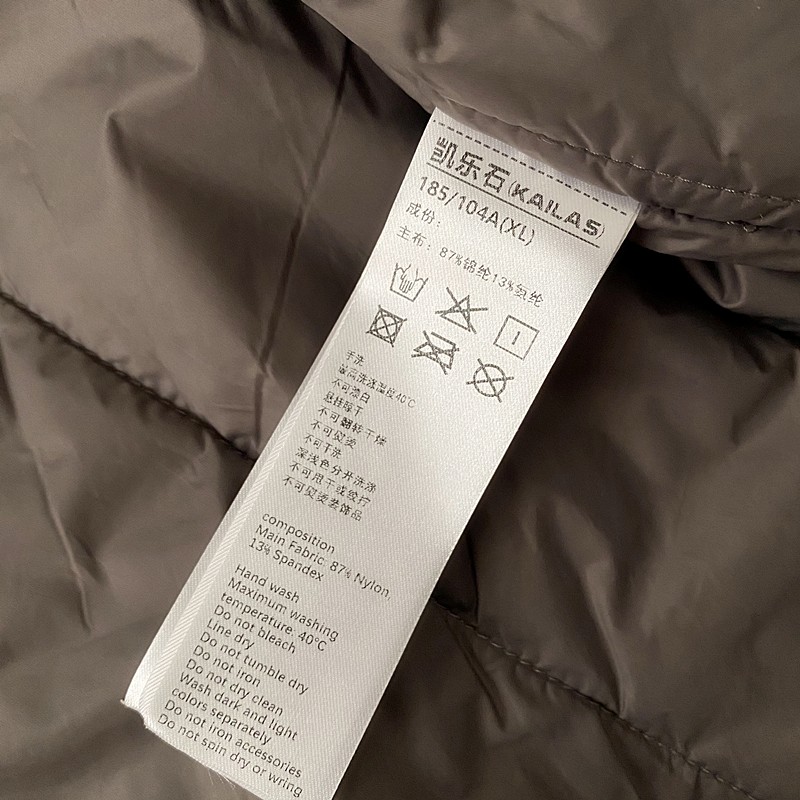 凯乐石(KAILAS)
185/104A(XL)
成份：
主布：87%锦纶13%氨纶
手洗
最高洗涤温度40℃
不可漂白
悬挂晾干
不可翻转干燥
不可熨烫
不可干洗
深浅色分开洗涤
不可甩干或绞拧
不可熨烫装饰品
composition
Main Fabric: 87% Nylon,
13% Spandex
Hand wash
Maximum washing
temperature: 40°C
Do not bleach
Line dry
Do not tumble dry
Do not iron
Do not dry clean
Wash dark and light
colors separately
Do not iron accessories
Do not spin dry or wring